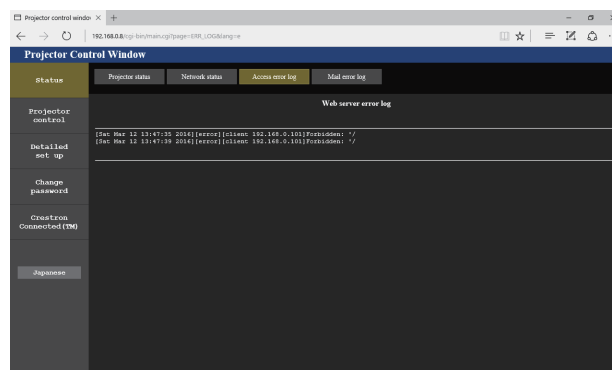 Projector control window
192.168.0.8/cgi-bin/main.cgi?page=ERR_LOG&lang=e
Projector Control Window
Status
Projector status
Network status
Access error log
Mail error log
Projector control
Detailed set up
Change password
Crestron Connected(TM)
Japanese
Web server error log
[Sat Mar 12 13:47:35 2016][error][client 192.168.0.101]Forbidden: "/
[Sat Mar 12 13:47:39 2016][error][client 192.168.0.101]Forbidden: "/